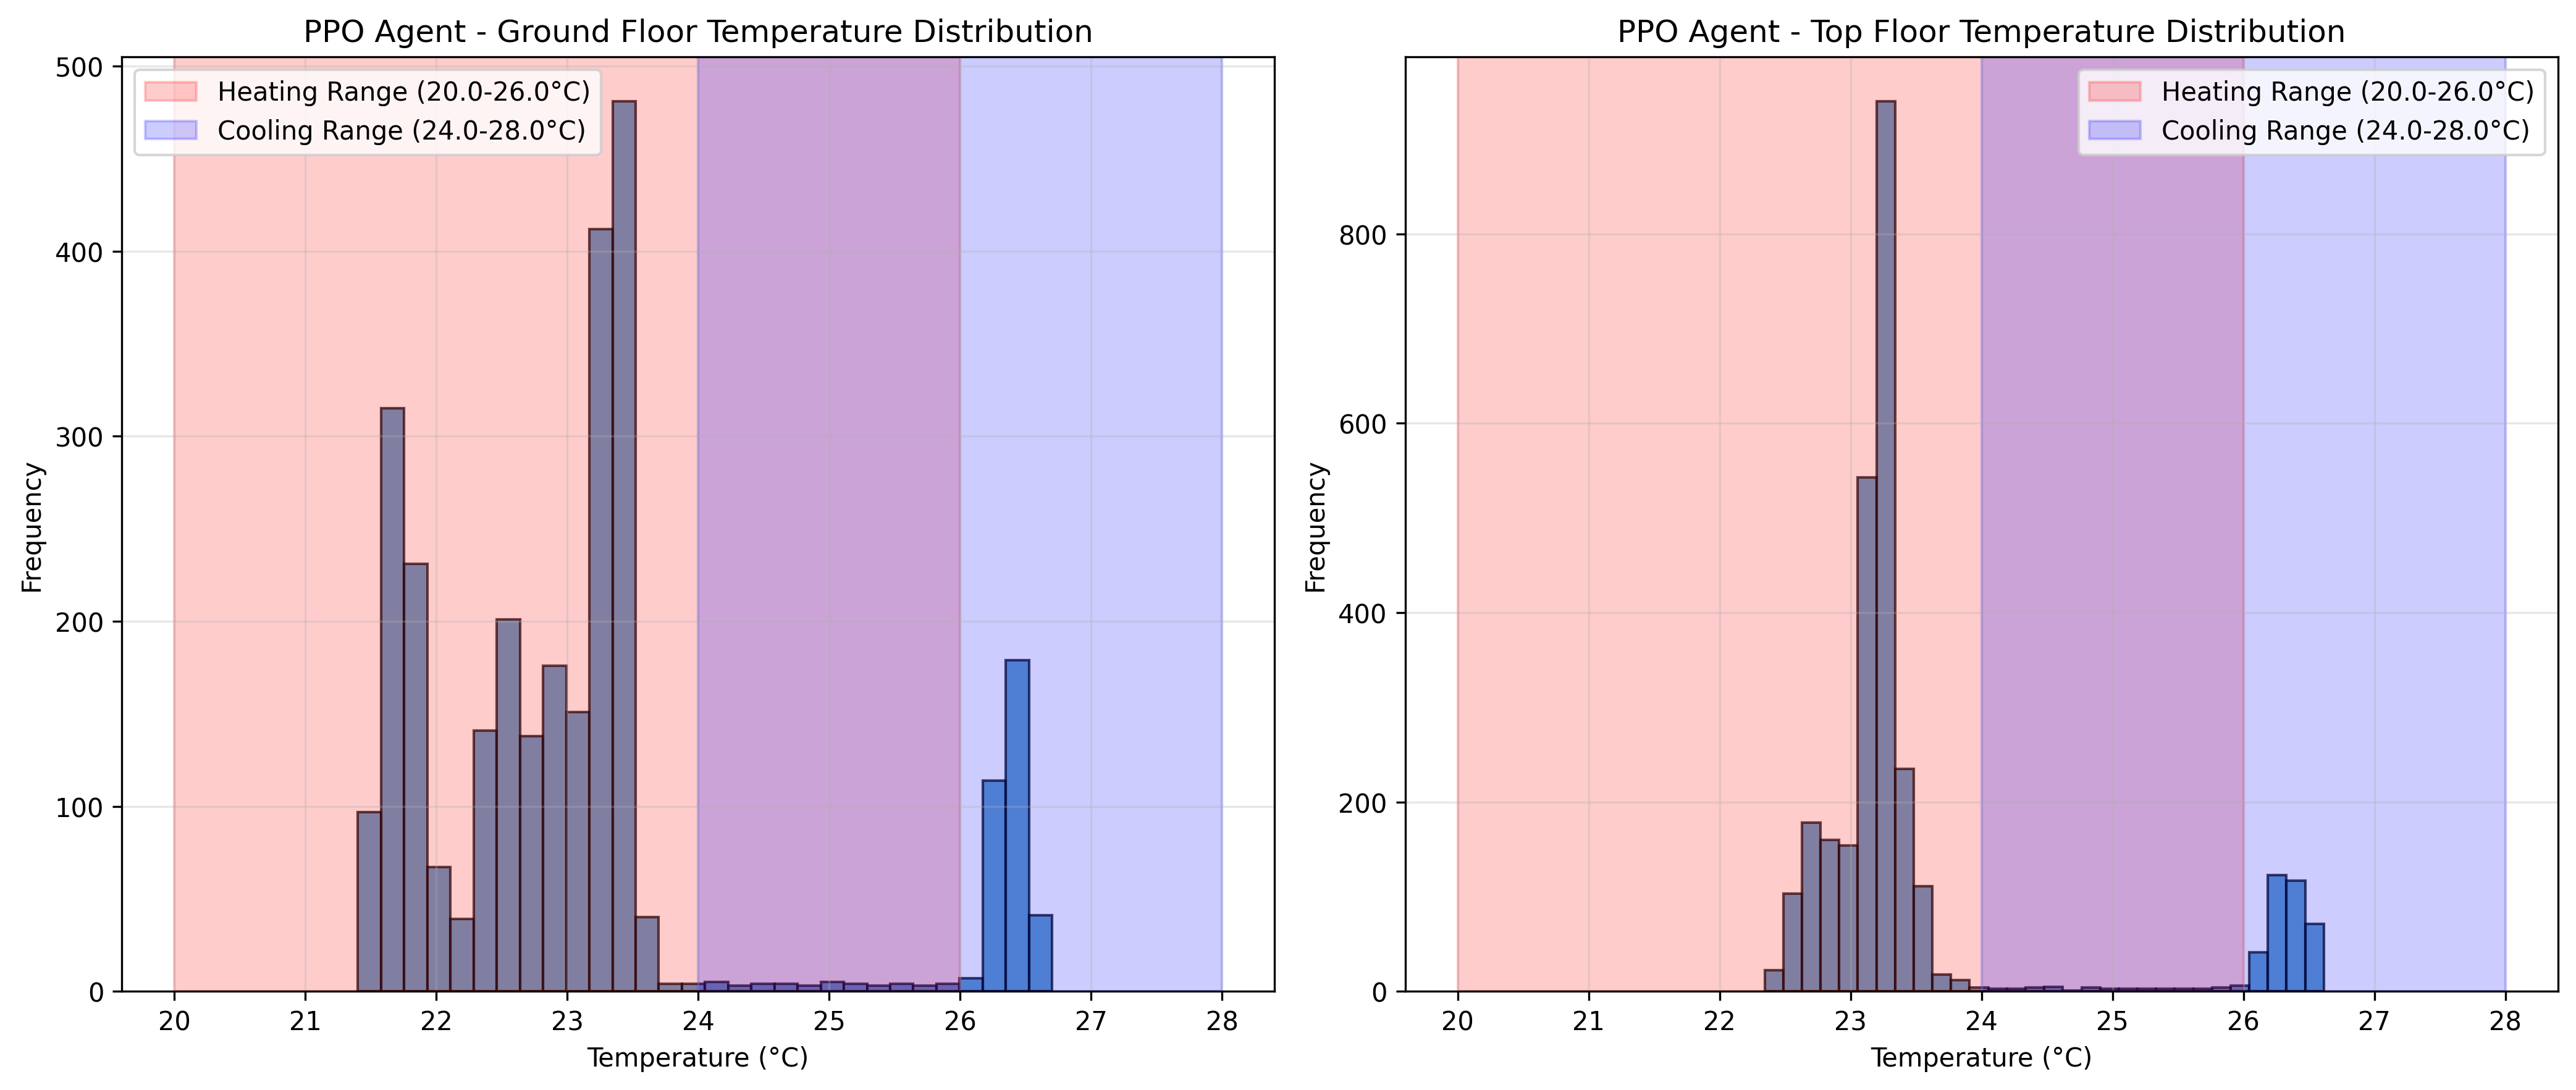 PPO Agent - Ground Floor Temperature Distribution
Heating Range (20.0-26.0°C)
Cooling Range (24.0-28.0°C)
500
400
300
200
100
0
Frequency
20 21 22 23 24 25 26 27 28
Temperature (°C)
PPO Agent - Top Floor Temperature Distribution
Heating Range (20.0-26.0°C)
Cooling Range (24.0-28.0°C)
800
600
400
200
0
Frequency
20 21 22 23 24 25 26 27 28
Temperature (°C)